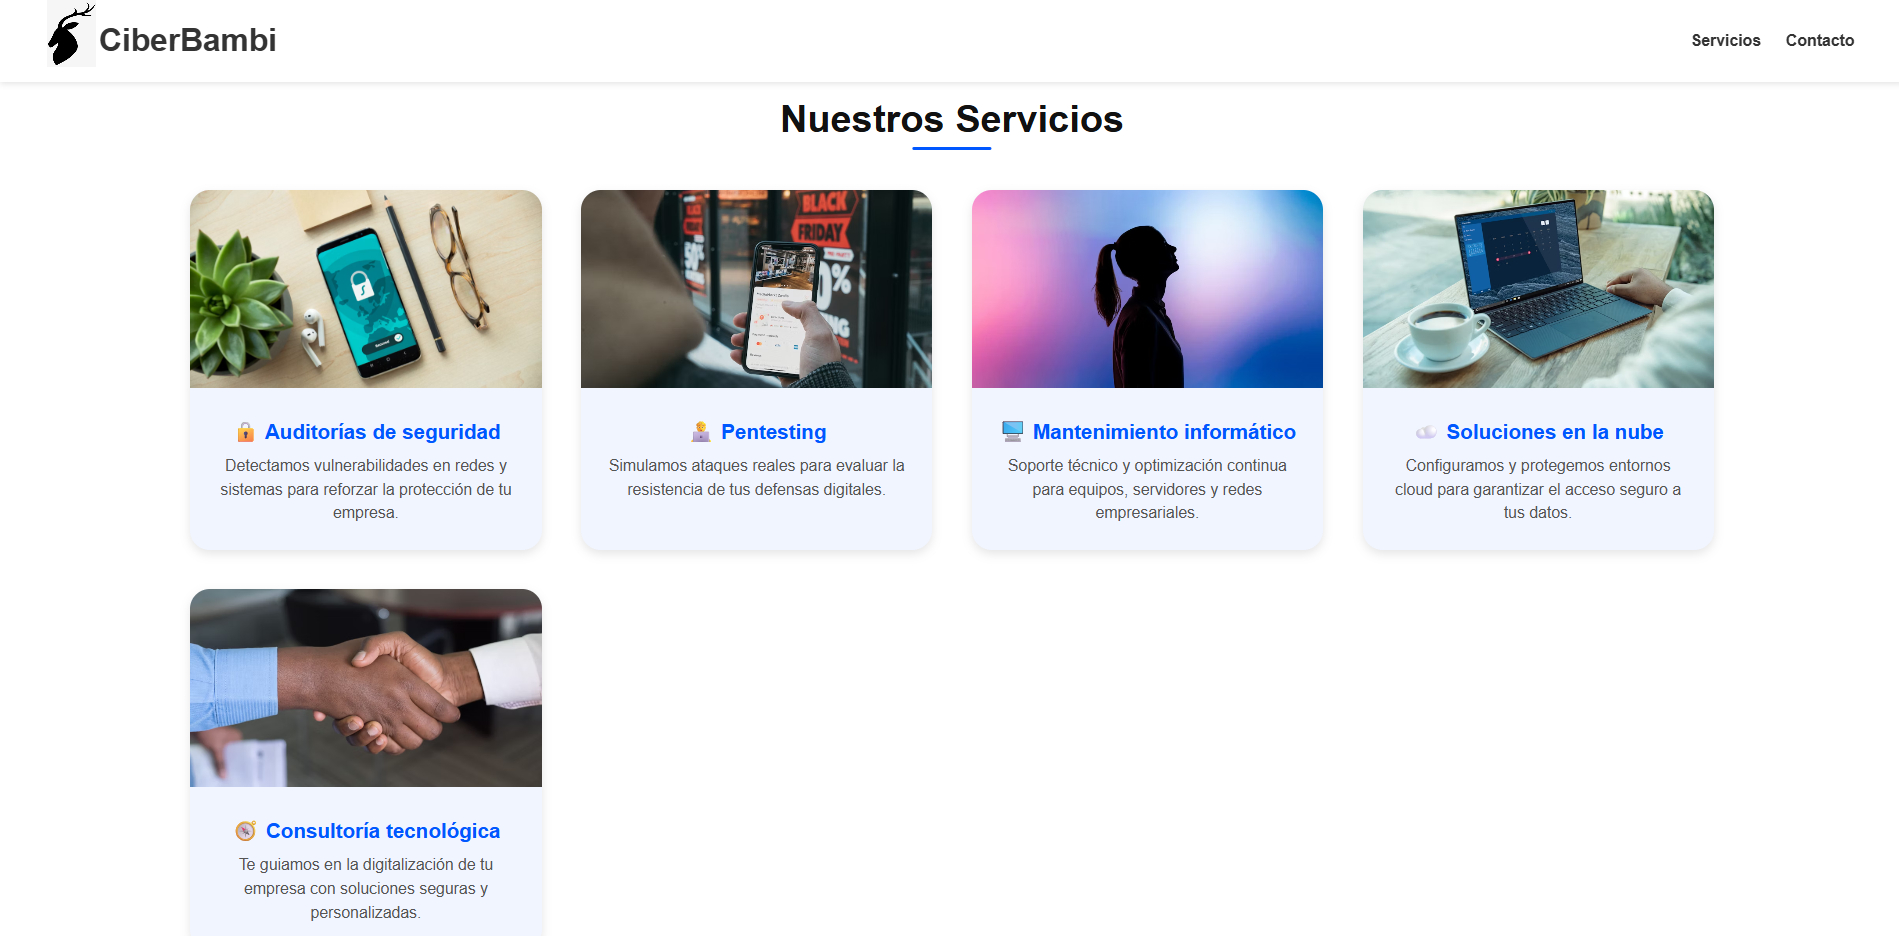 CiberBambi
Servicios
Contacto
Nuestros Servicios
BLACK
FRIDAY
Auditorías de seguridad
Detectamos vulnerabilidades en redes y
sistemas para reforzar la protección de tu
empresa.
Pentesting
Simulamos ataques reales para evaluar la
resistencia de tus defensas digitales.
Mantenimiento informático
Soporte técnico y optimización continua
para equipos, servidores y redes
empresariales.
Soluciones en la nube
Configuramos y protegemos entornos
cloud para garantizar el acceso seguro a
tus datos.
Consultoría tecnológica
Te guiamos en la digitalización de tu
empresa con soluciones seguras y
personalizadas.